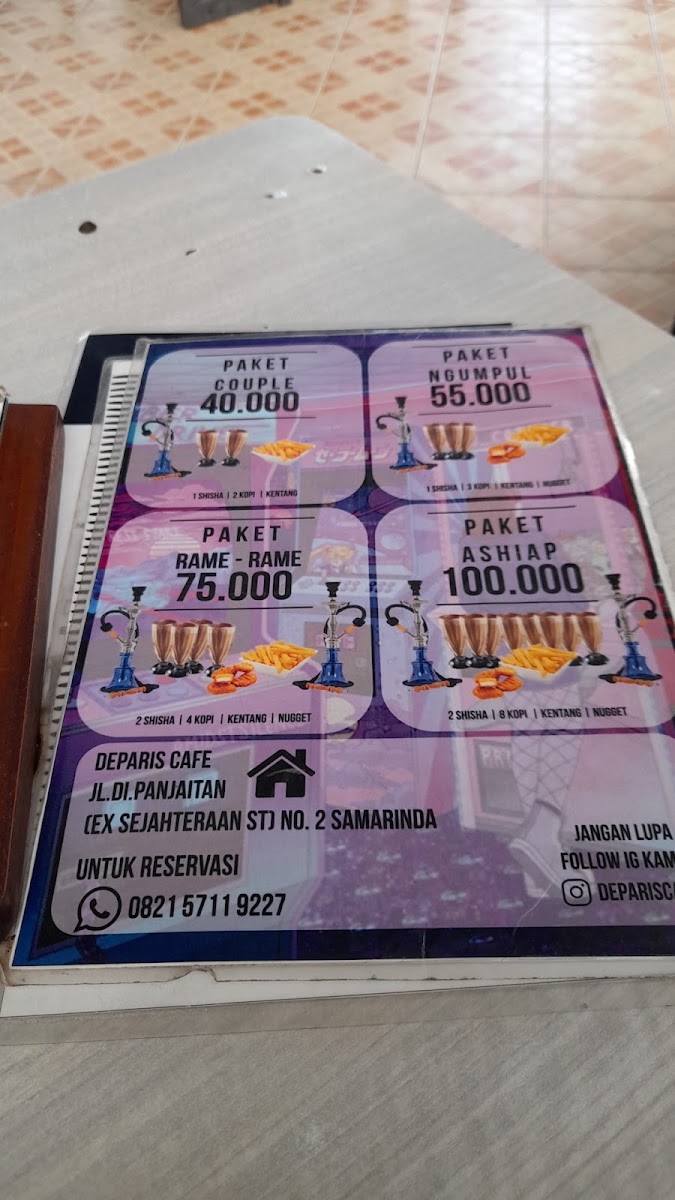 PAKET
COUPLE
40.000
1 SHISHA | 2 KOPI | KENTANG
PAKET
NGUMPUL
55.000
1 SHISHA | 3 KOPI | KENTANG | NUGGET
PAKET
RAME - RAME
75.000
2 SHISHA | 4 KOPI | KENTANG | NUGGET
PAKET
ASHIAP
100.000
2 SHISHA | 8 KOPI | KENTANG | NUGGET
DEPARIS CAFE
JL.DI.PANJAITAN
(EX SEJAHTERAAN ST) NO. 2 SAMARINDA
UNTUK RESERVASI
0821 5711 9227
JANGAN LUPA
FOLLOW IG KAM
DEPARISCA